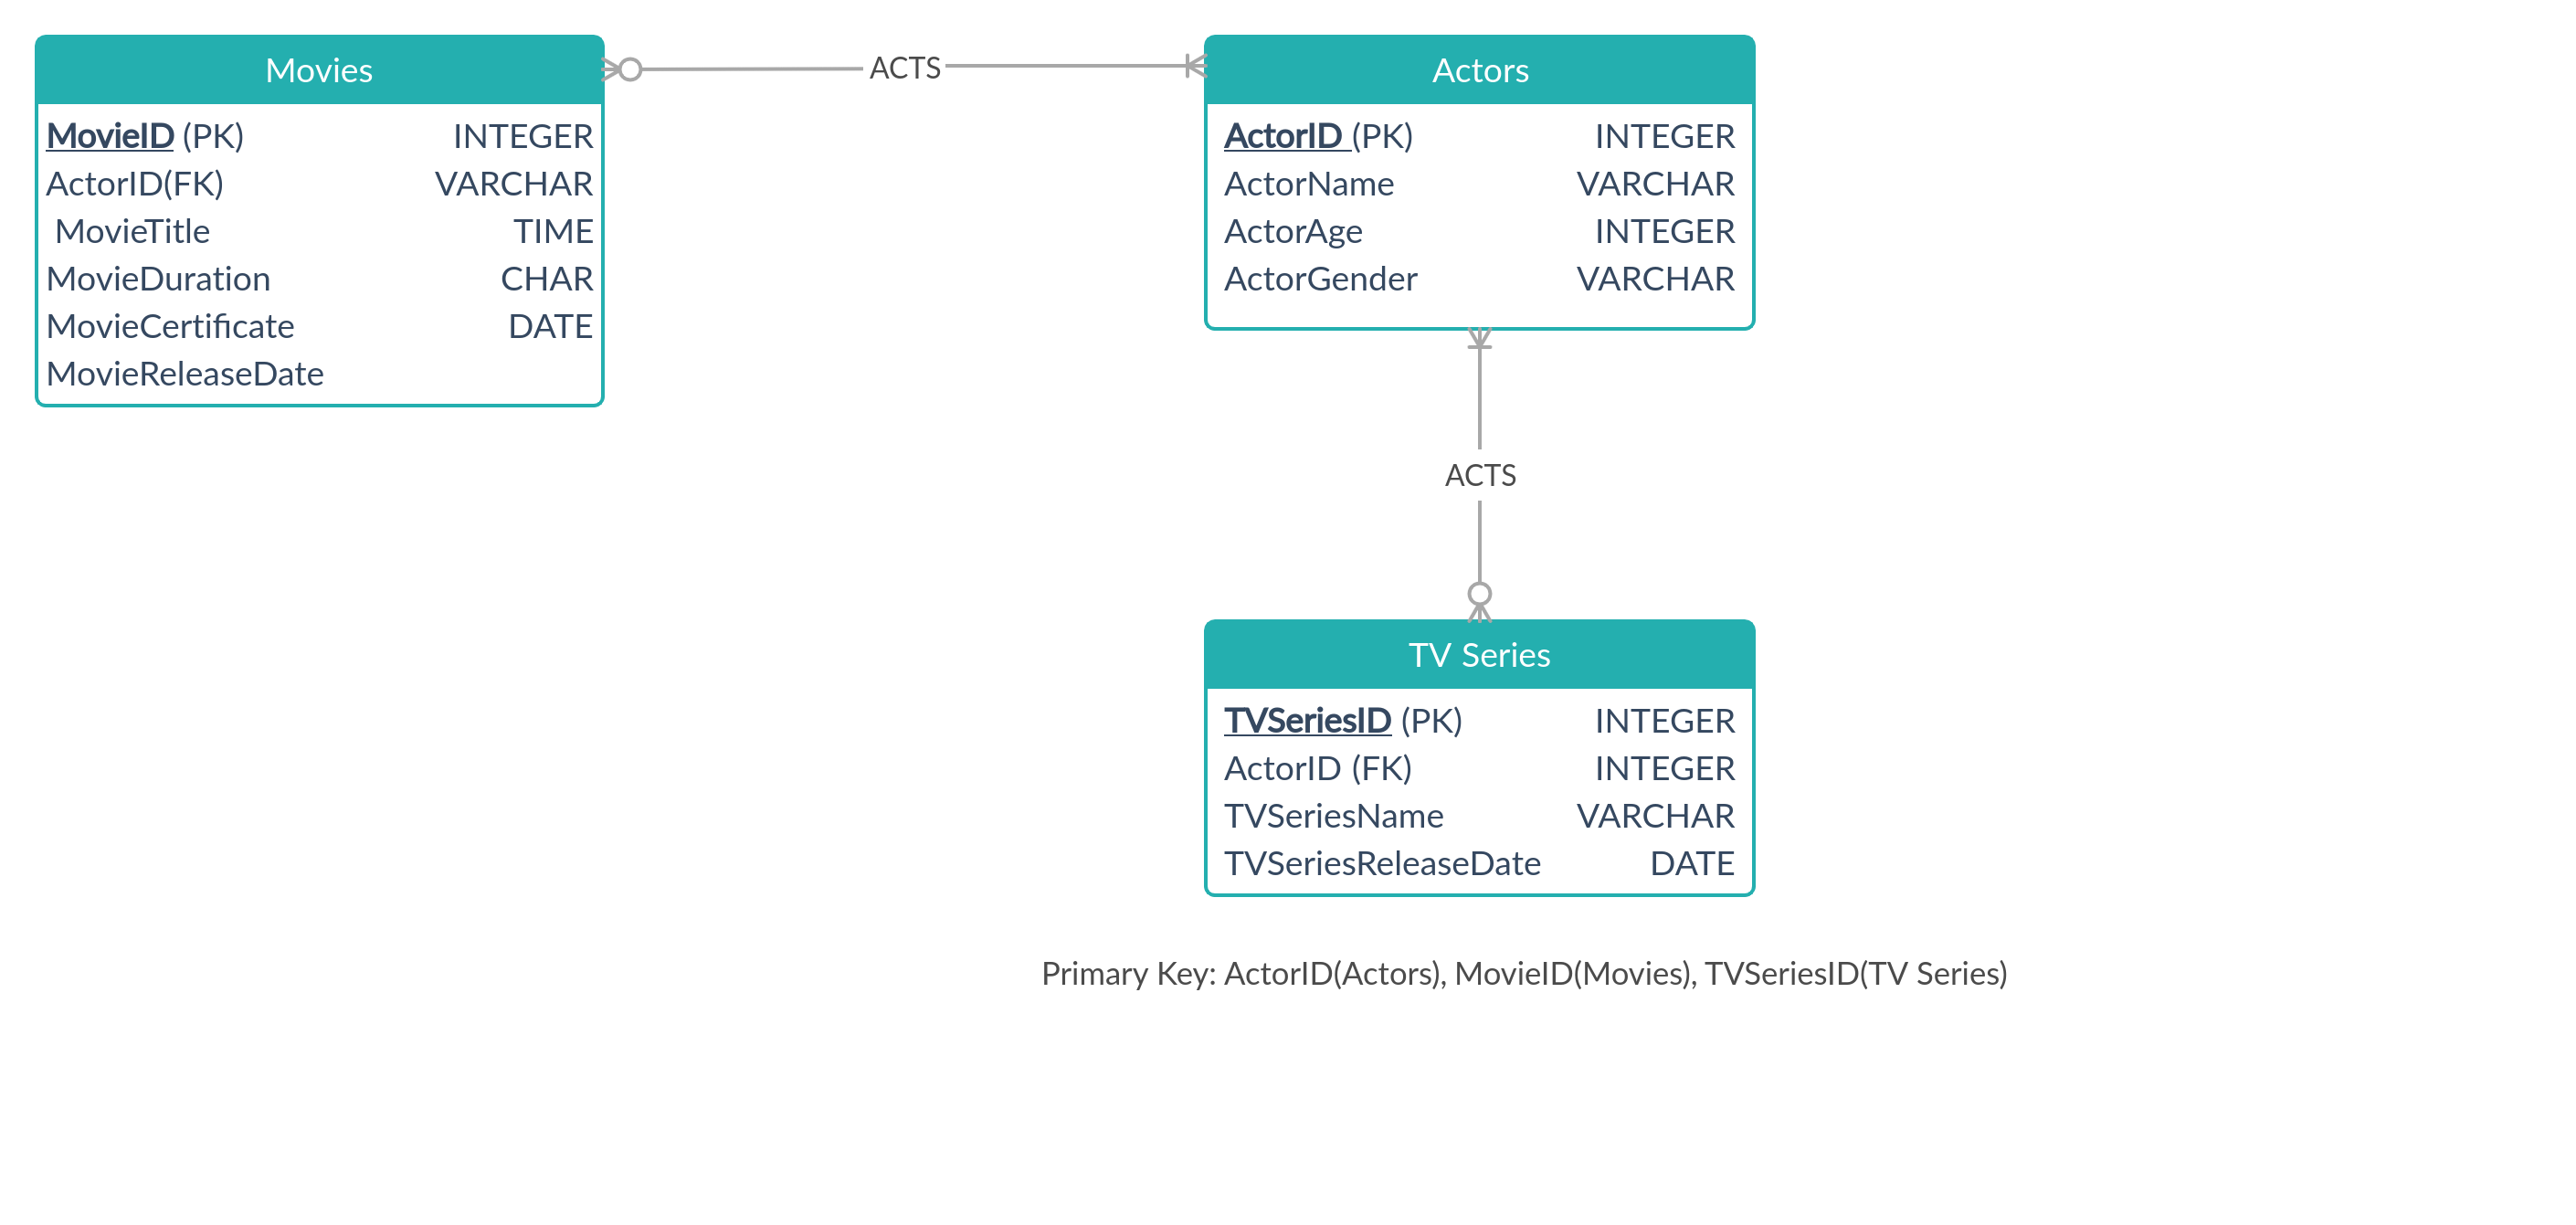 Movies
MovieID (PK) INTEGER
ActorID(FK) VARCHAR
MovieTitle TIME
MovieDuration CHAR
MovieCertificate DATE
MovieReleaseDate
ACTS
Actors
ActorID (PK) INTEGER
ActorName VARCHAR
ActorAge INTEGER
ActorGender VARCHAR
ACTS
TV Series
TVSeriesID (PK) INTEGER
ActorID (FK) INTEGER
TVSeriesName VARCHAR
TVSeriesReleaseDate DATE
Primary Key: ActorID(Actors), MovieID(Movies), TVSeriesID(TV Series)